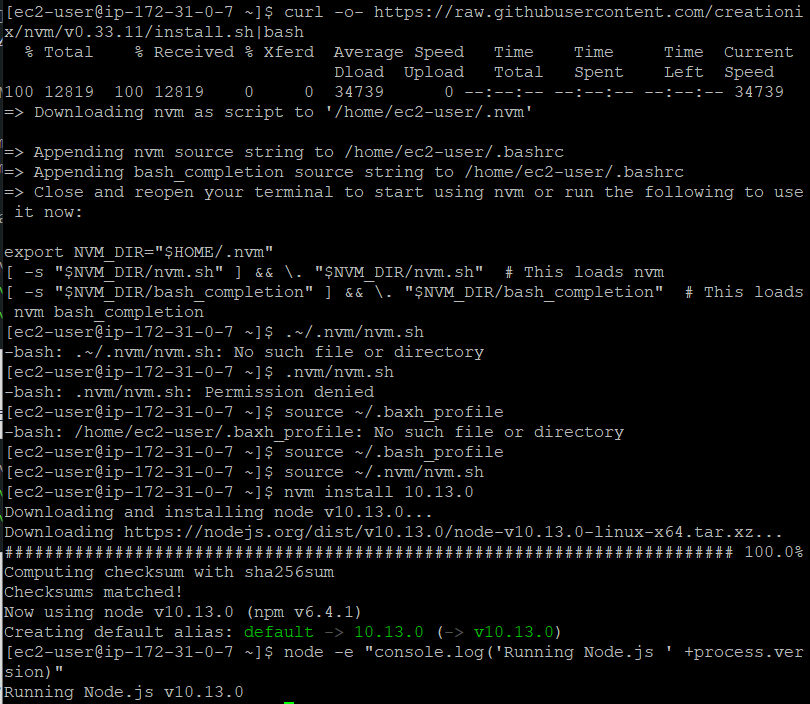 [ec2-user@ip-172-31-0-7 ~]$ curl -o- https://raw.githubusercontent.com/creationi
x/nvm/v0.33.11/install.sh|bash
  % Total    % Received % Xferd  Average Speed   Time    Time     Time  Current
                                 Dload  Upload   Total   Spent    Left  Speed
100 12819  100 12819    0     0  34739      0 --:--:-- --:--:-- --:--:-- 34739
=> Downloading nvm as script to '/home/ec2-user/.nvm'

=> Appending nvm source string to /home/ec2-user/.bashrc
=> Appending bash_completion source string to /home/ec2-user/.bashrc
=> Close and reopen your terminal to start using nvm or run the following to use
 it now:

export NVM_DIR="$HOME/.nvm"
[ -s "$NVM_DIR/nvm.sh" ] && \. "$NVM_DIR/nvm.sh"  # This loads nvm
[ -s "$NVM_DIR/bash_completion" ] && \. "$NVM_DIR/bash_completion"  # This loads
 nvm bash_completion
[ec2-user@ip-172-31-0-7 ~]$ .~/.nvm/nvm.sh
-bash: .~/.nvm/nvm.sh: No such file or directory
[ec2-user@ip-172-31-0-7 ~]$ .nvm/nvm.sh
-bash: .nvm/nvm.sh: Permission denied
[ec2-user@ip-172-31-0-7 ~]$ source ~/.baxh_profile
-bash: /home/ec2-user/.baxh_profile: No such file or directory
[ec2-user@ip-172-31-0-7 ~]$ source ~/.bash_profile
[ec2-user@ip-172-31-0-7 ~]$ source ~/.nvm/nvm.sh
[ec2-user@ip-172-31-0-7 ~]$ nvm install 10.13.0
Downloading and installing node v10.13.0...
Downloading https://nodejs.org/dist/v10.13.0/node-v10.13.0-linux-x64.tar.xz...
######################################################################### 100.0%
Computing checksum with sha256sum
Checksums matched!
Now using node v10.13.0 (npm v6.4.1)
Creating default alias: default -> 10.13.0 (-> v10.13.0)
[ec2-user@ip-172-31-0-7 ~]$ node -e "console.log('Running Node.js ' +process.ver
sion)"
Running Node.js v10.13.0